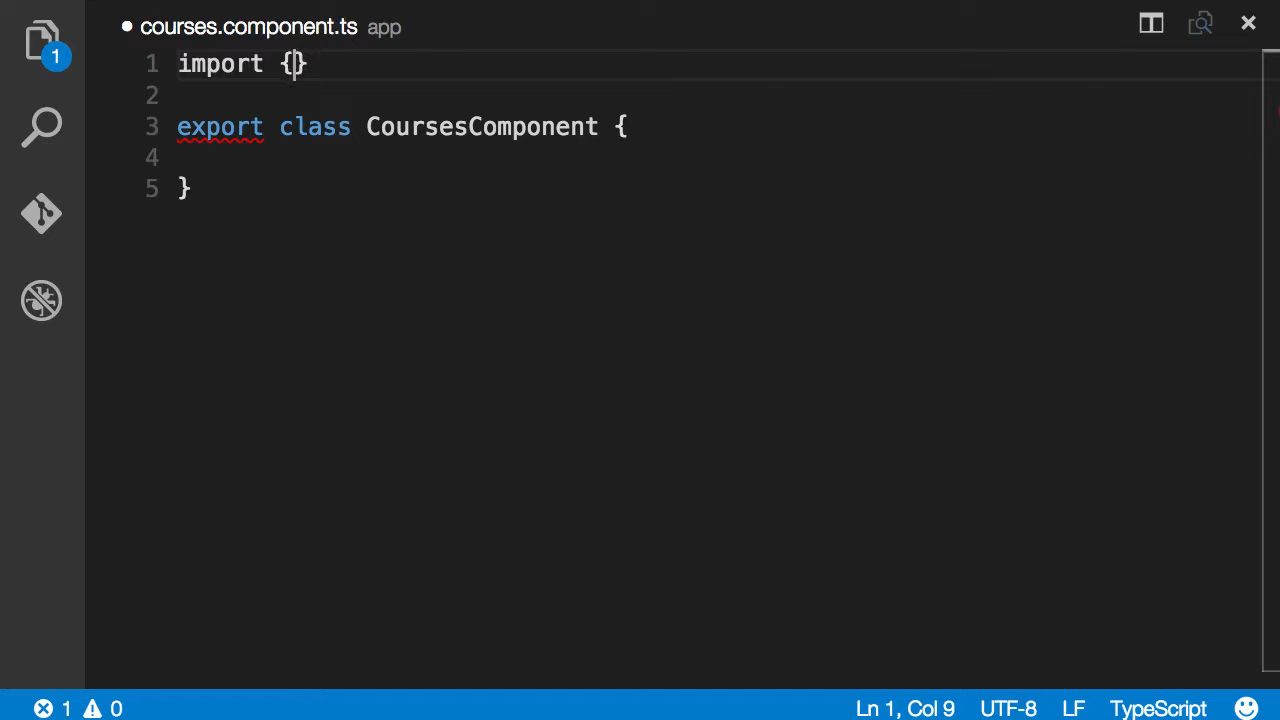 courses.component.ts app
1
1 import {}
2
3 export class CoursesComponent {
4
5 }
1 0 Ln 1, Col 9 UTF-8 LF TypeScript